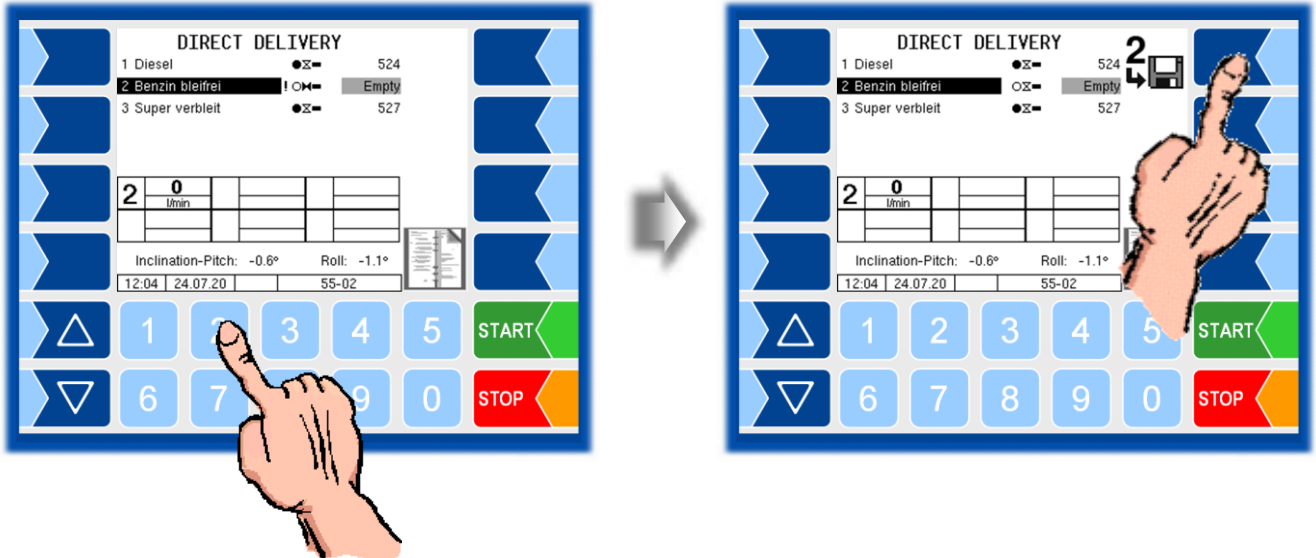 DIRECT DELIVERY
1 Diesel 524
2 Benzin bleifrei ! Empty
3 Super verbleit 527
2 0
l/min
Inclination-Pitch: -0.6° Roll: -1.1°
12:04 24.07.20 55-02
1 2 3 4 5 START
6 7 9 0 STOP
DIRECT DELIVERY
2
1 Diesel 524
2 Benzin bleifrei Empty
3 Super verbleit 527
2 0
l/min
Inclination-Pitch: -0.6° Roll: -1.1°
12:04 24.07.20 55-02
1 2 3 4 5 START
6 7 8 9 0 STOP